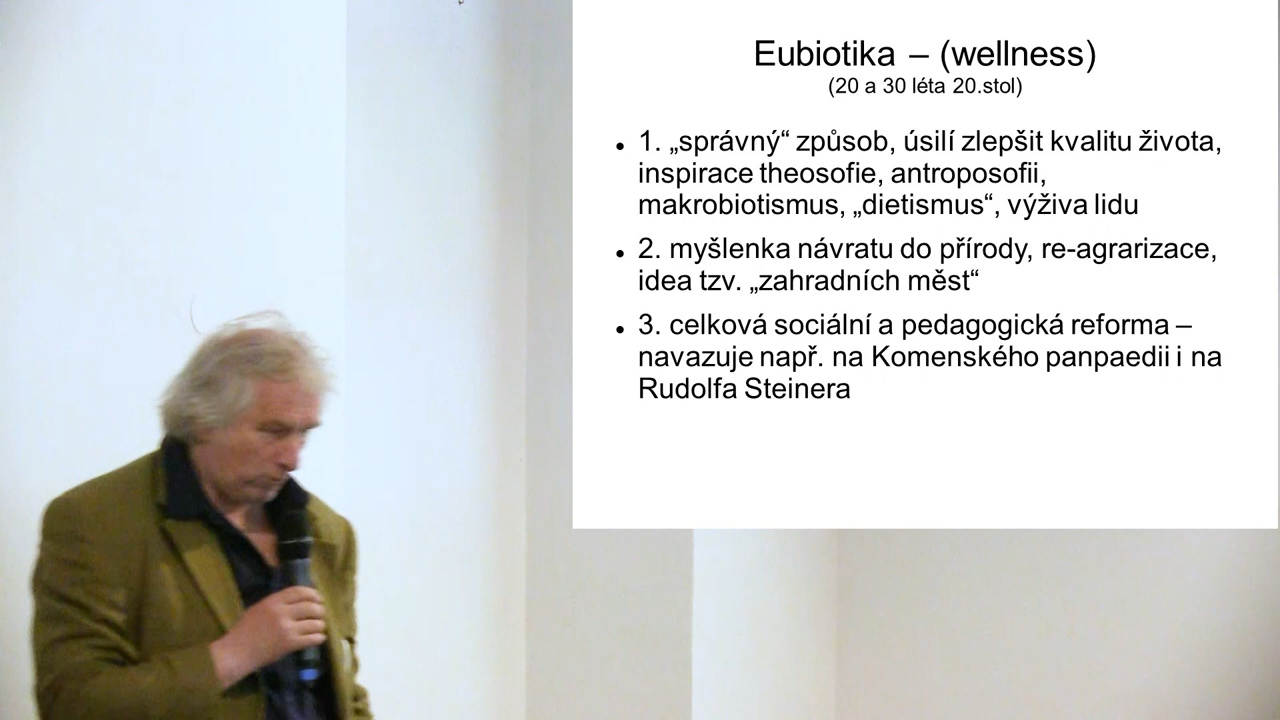 Eubiotika – (wellness)
(20 a 30 léta 20.stol)
• 1. „správný“ způsob, úsilí zlepšit kvalitu života,
inspirace theosofie, antroposofii,
makrobiotismus, „dietismus“, výživa lidu
• 2. myšlenka návratu do přírody, re-agrarizace,
idea tzv. „zahradních měst“
• 3. celková sociální a pedagogická reforma –
navazuje např. na Komenského panpaedii i na
Rudolfa Steinera